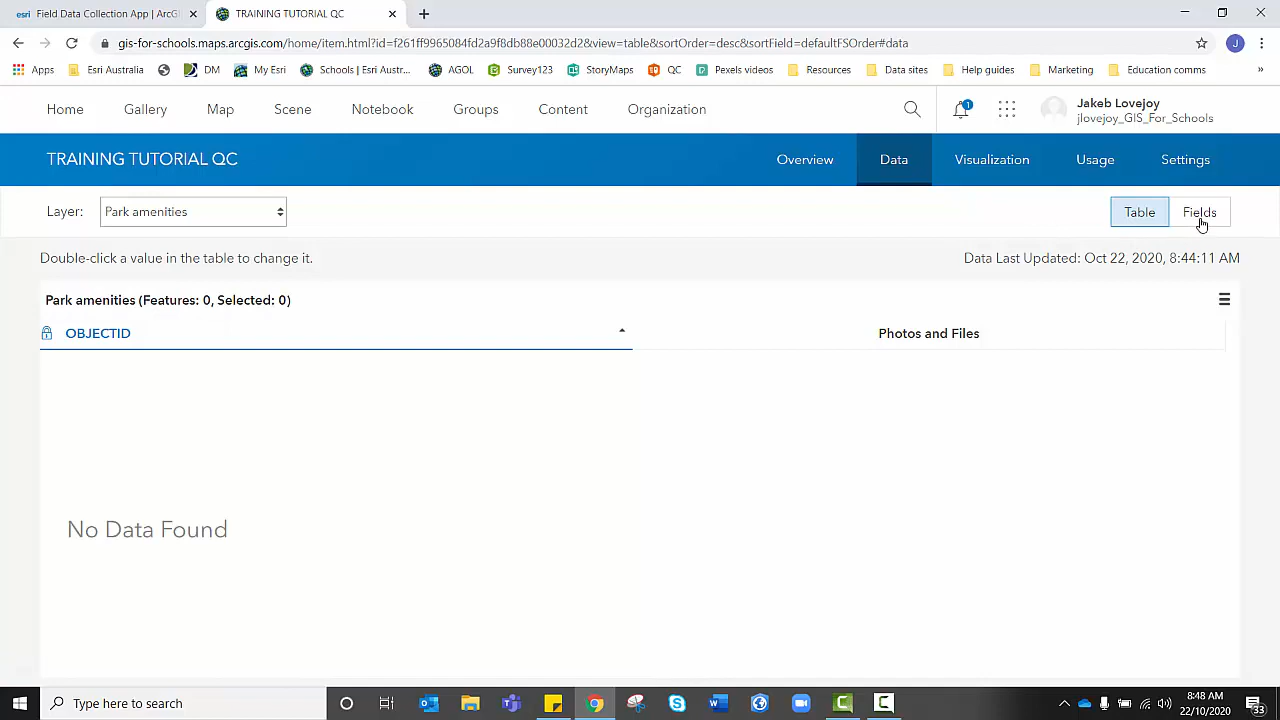 esri Field Data Collection App | ArcGI
TRAINING TUTORIAL QC
gis-for-schools.maps.arcgis.com/home/item.html?id=f261ff9965084fd2a9f8db88d00032d2&view=table&sortOrder=desc&sortField=defaultFSOrder#data
J
Apps Esri Australia DM My Esri Schools | Esri Austr... AGOL Survey123 StoryMaps QC Pexels videos Resources Data sites Help guides Marketing Education comms »
Home Gallery Map Scene Notebook Groups Content Organization
1
Jakeb Lovejoy
jlovejoy_GIS_For_Schools
TRAINING TUTORIAL QC
Overview Data Visualization Usage Settings
Layer: Park amenities
Table Fields
Double-click a value in the table to change it.
Data Last Updated: Oct 22, 2020, 8:44:11 AM
Park amenities (Features: 0, Selected: 0)
OBJECTID Photos and Files
No Data Found
Type here to search
8:48 AM
22/10/2020
33